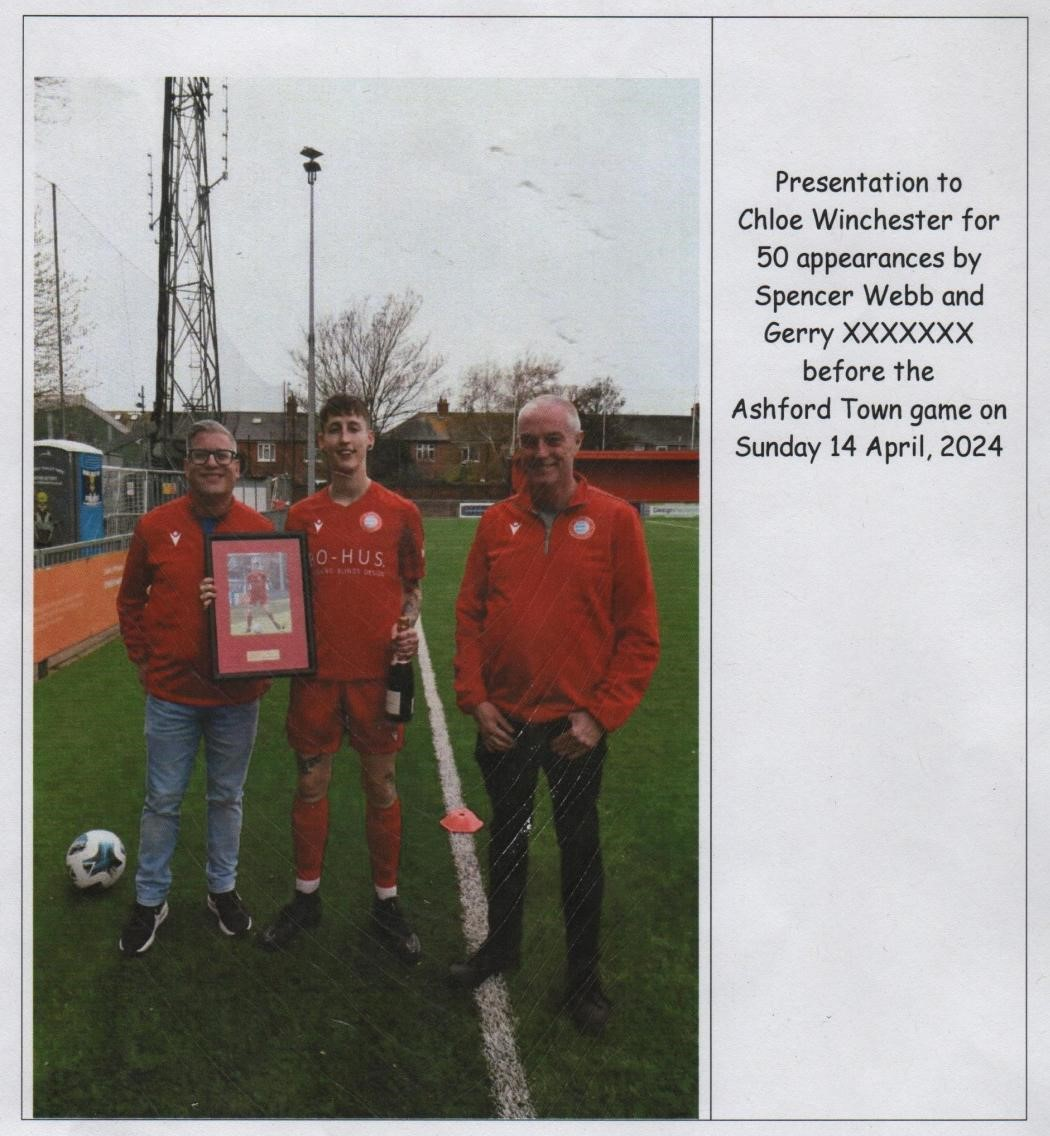 O-HUS.
Design
Presentation to
Chloe Winchester for
50 appearances by
Spencer Webb and
Gerry XXXXXXX
before the
Ashford Town game on
Sunday 14 April, 2024